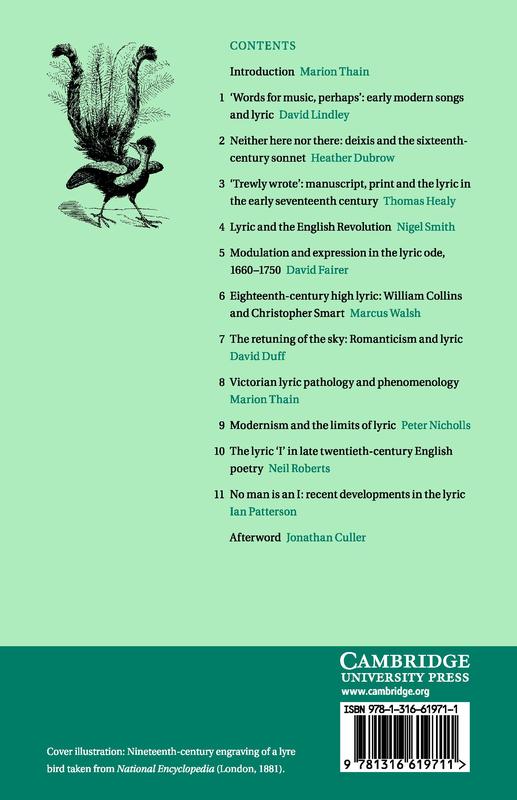 CONTENTS
Introduction Marion Thain
1 ‘Words for music, perhaps’: early modern songs
and lyric David Lindley
2 Neither here nor there: deixis and the sixteenth-
century sonnet Heather Dubrow
3 ‘Trewly wrote’: manuscript, print and the lyric in
the early seventeenth century Thomas Healy
4 Lyric and the English Revolution Nigel Smith
5 Modulation and expression in the lyric ode,
1660–1750 David Fairer
6 Eighteenth-century high lyric: William Collins
and Christopher Smart Marcus Walsh
7 The retuning of the sky: Romanticism and lyric
David Duff
8 Victorian lyric pathology and phenomenology
Marion Thain
9 Modernism and the limits of lyric Peter Nicholls
10 The lyric ‘I’ in late twentieth-century English
poetry Neil Roberts
11 No man is an I: recent developments in the lyric
Ian Patterson
Afterword Jonathan Culler
CAMBRIDGE
UNIVERSITY PRESS
www.cambridge.org
ISBN 978-1-316-61971-1
9 781316 619711 >
Cover illustration: Nineteenth-century engraving of a lyre
bird taken from National Encyclopedia (London, 1881).